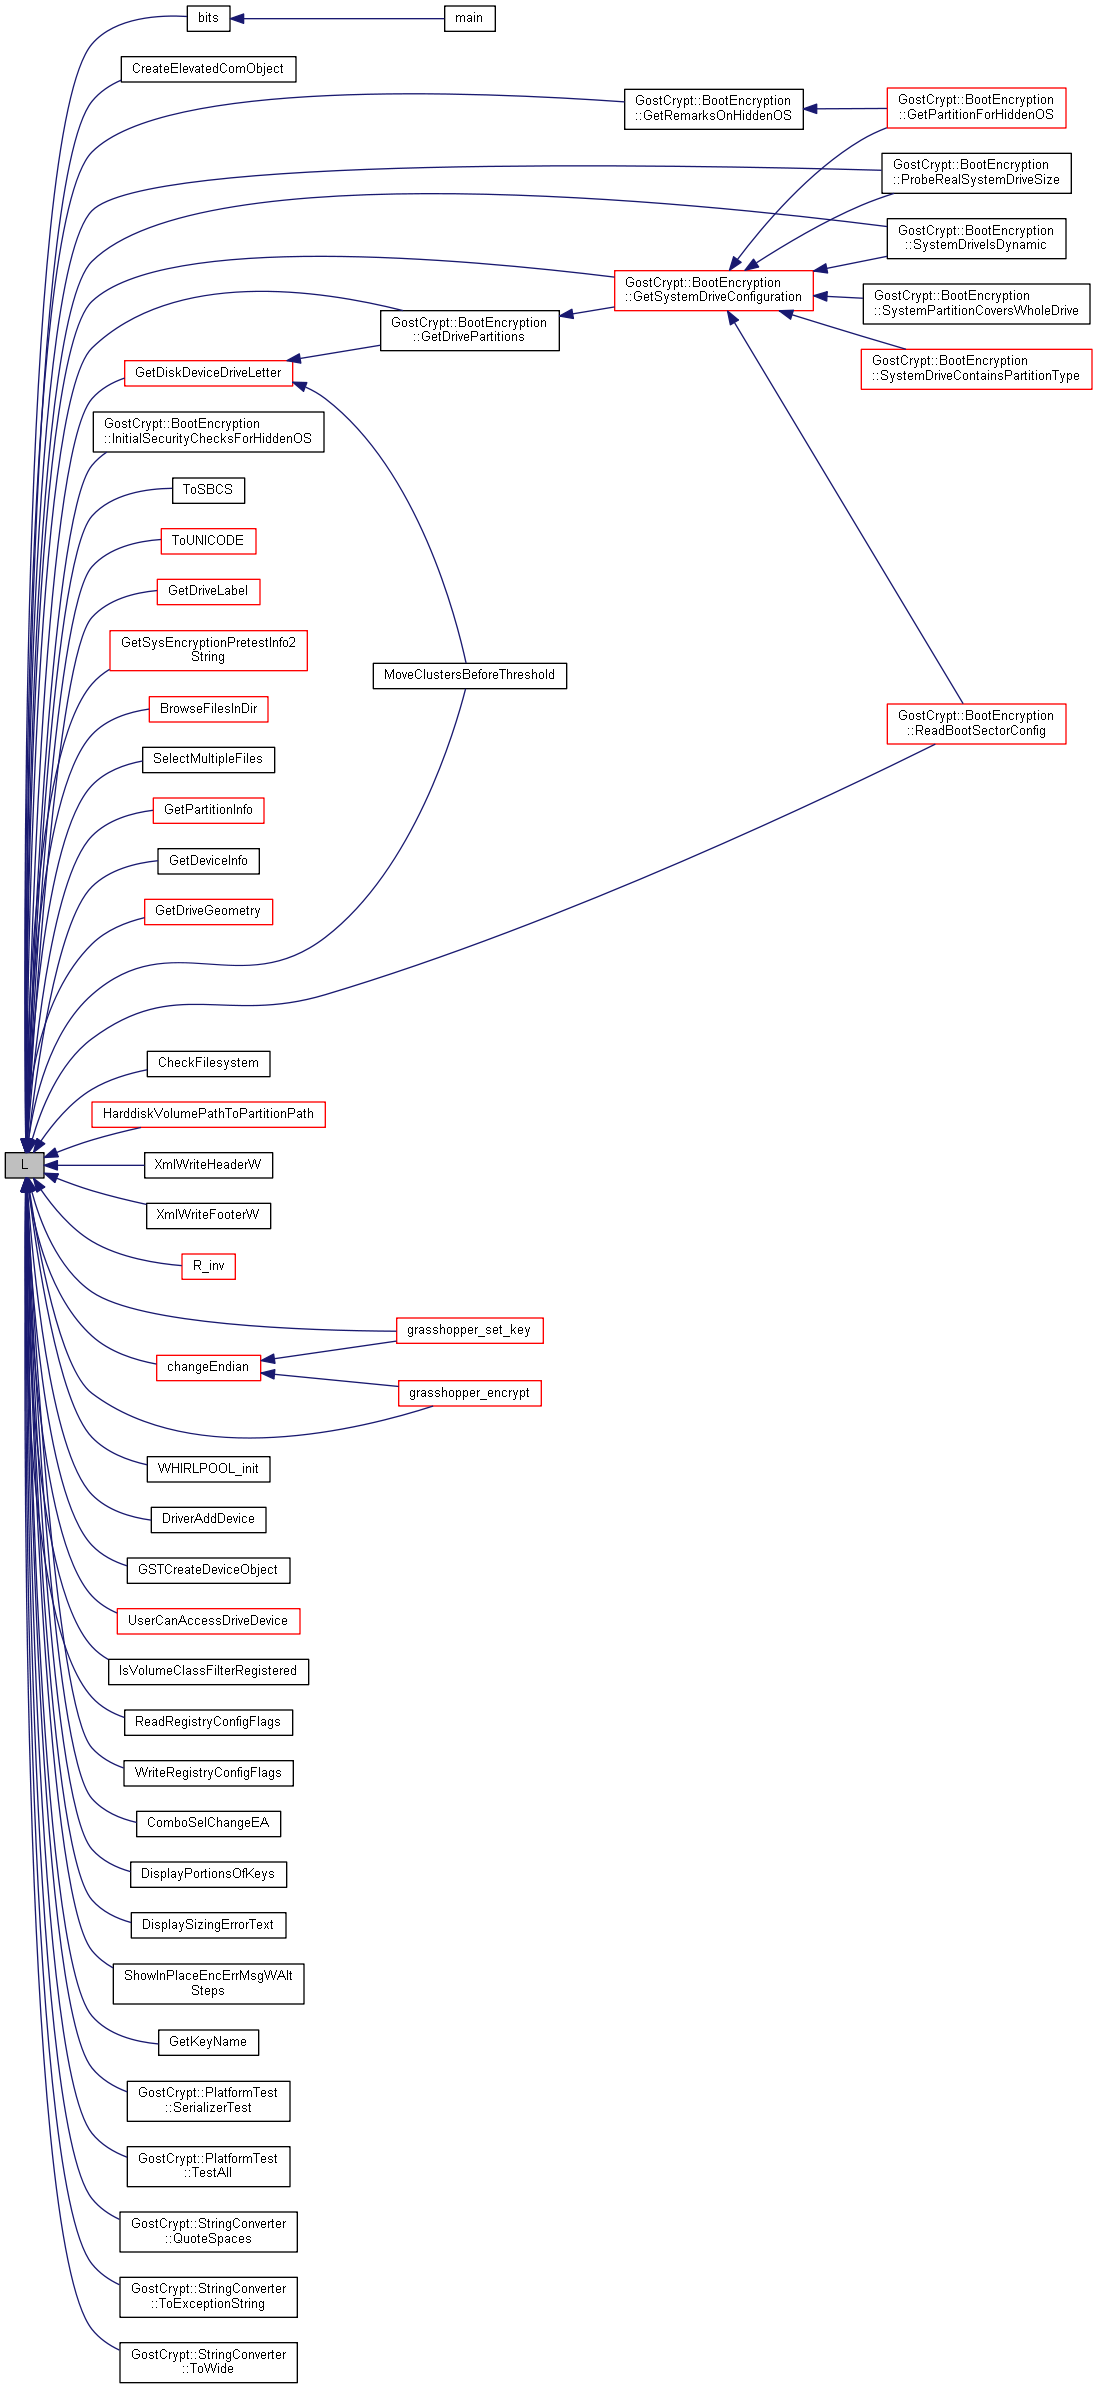 bits
main
CreateElevatedComObject
GostCrypt::BootEncryption
::GetRemarksOnHiddenOS
GostCrypt::BootEncryption
::GetPartitionForHiddenOS
GostCrypt::BootEncryption
::ProbeRealSystemDriveSize
GostCrypt::BootEncryption
::SystemDriveIsDynamic
GostCrypt::BootEncryption
::GetSystemDriveConfiguration
GostCrypt::BootEncryption
::SystemPartitionCoversWholeDrive
GostCrypt::BootEncryption
::GetDrivePartitions
GostCrypt::BootEncryption
::SystemDriveContainsPartitionType
GetDiskDeviceDriveLetter
GostCrypt::BootEncryption
::InitialSecurityChecksForHiddenOS
ToSBCS
ToUNICODE
GetDriveLabel
GetSysEncryptionPretestInfo2
String
MoveClustersBeforeThreshold
BrowseFilesInDir
GostCrypt::BootEncryption
::ReadBootSectorConfig
SelectMultipleFiles
GetPartitionInfo
GetDeviceInfo
GetDriveGeometry
CheckFilesystem
HarddiskVolumePathToPartitionPath
L
XmlWriteHeaderW
XmlWriteFooterW
R_inv
grasshopper_set_key
changeEndian
grasshopper_encrypt
WHIRLPOOL_init
DriverAddDevice
GSTCreateDeviceObject
UserCanAccessDriveDevice
IsVolumeClassFilterRegistered
ReadRegistryConfigFlags
WriteRegistryConfigFlags
ComboSelChangeEA
DisplayPortionsOfKeys
DisplaySizingErrorText
ShowInPlaceEncErrMsgWAlt
Steps
GetKeyName
GostCrypt::PlatformTest
::SerializerTest
GostCrypt::PlatformTest
::TestAll
GostCrypt::StringConverter
::QuoteSpaces
GostCrypt::StringConverter
::ToExceptionString
GostCrypt::StringConverter
::ToWide